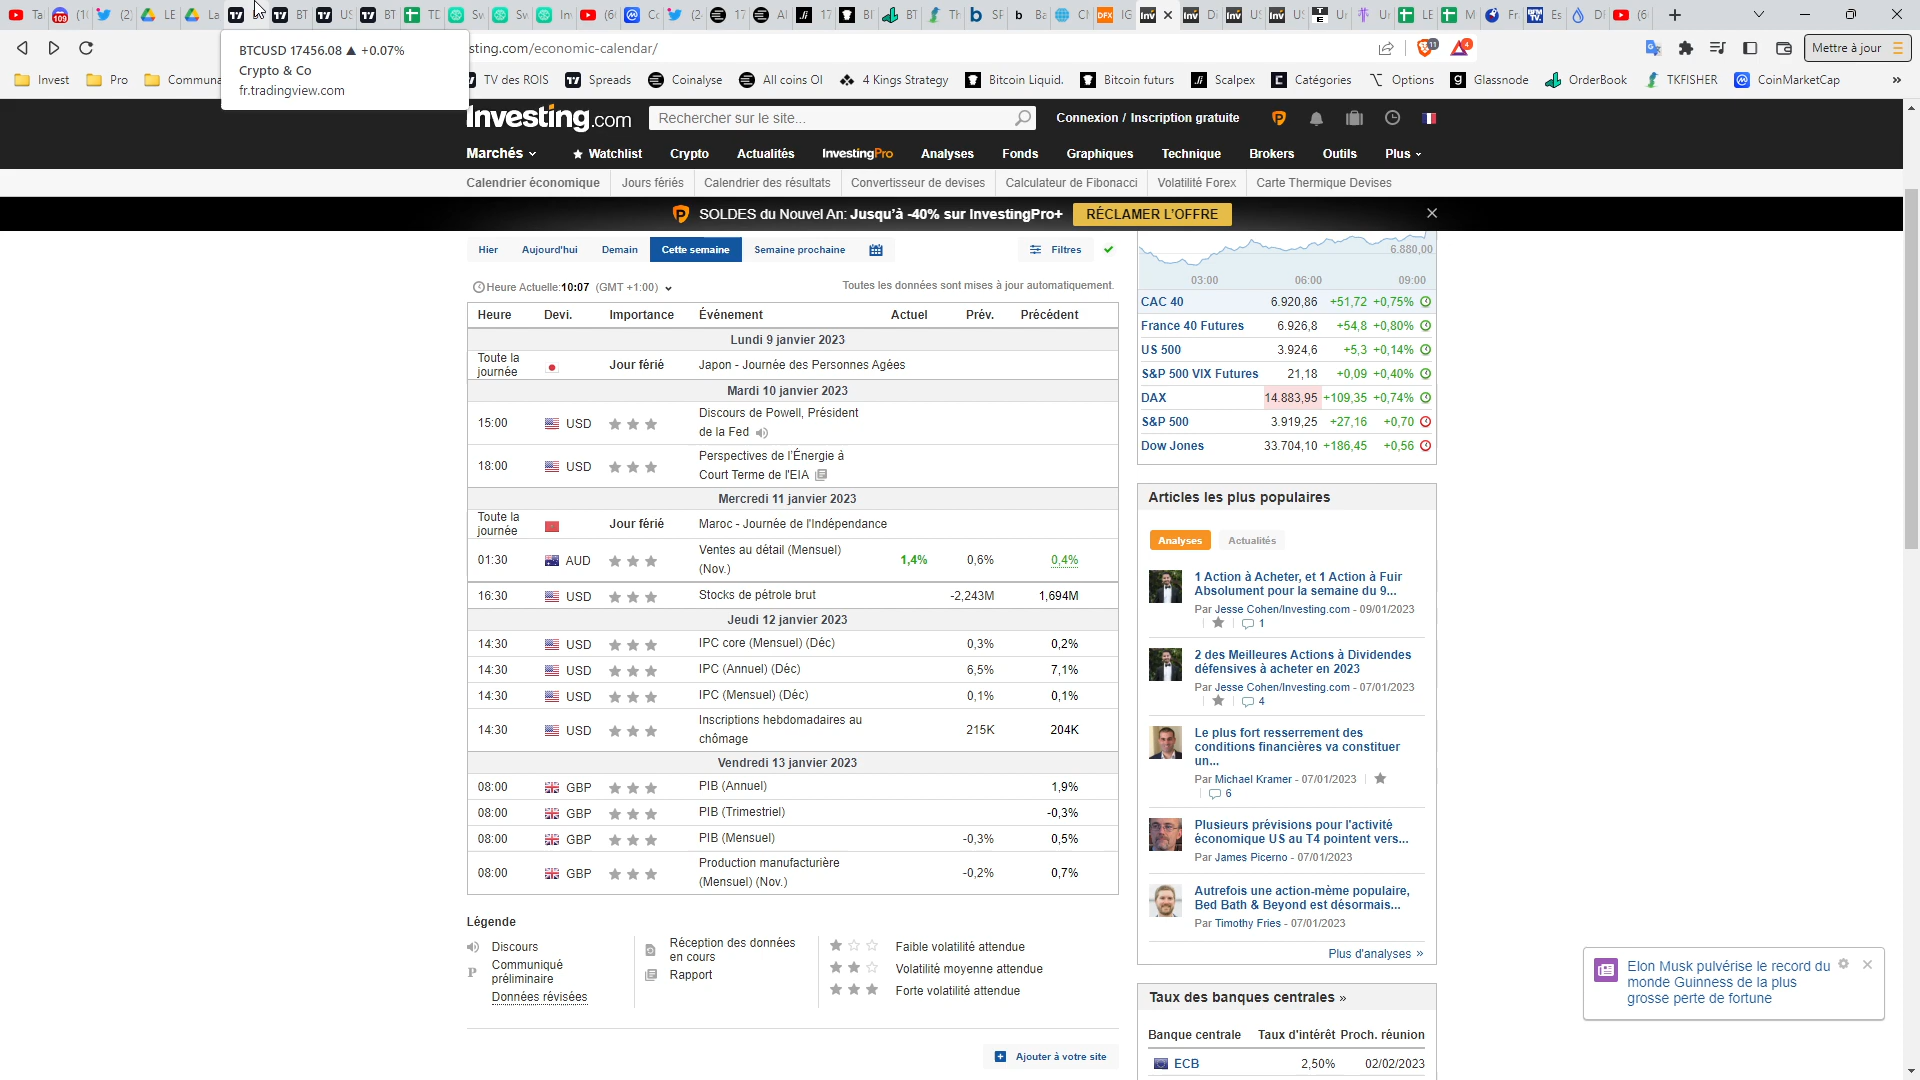 BTCUSD 17456.08 ▲ +0.07%
Crypto & Co
fr.tradingview.com
sting.com/economic-calendar/
Mettre à jour
Invest Pro Communa TV des ROIS Spreads Coinalyse All coins OI 4 Kings Strategy Bitcoin Liquid. Bitcoin futurs Scalpex Catégories Options Glassnode OrderBook TKFISHER CoinMarketCap »
Investing.com
Rechercher sur le site...
Connexion / Inscription gratuite
Marchés Watchlist Crypto Actualités InvestingPro Analyses Fonds Graphiques Technique Brokers Outils Plus
Calendrier économique Jours fériés Calendrier des résultats Convertisseur de devises Calculateur de Fibonacci Volatilité Forex Carte Thermique Devises
SOLDES du Nouvel An: Jusqu'à -40% sur InvestingPro+ RÉCLAMER L'OFFRE
Hier Aujourd'hui Demain Cette semaine Semaine prochaine Filtres
Heure Actuelle:10:07 (GMT +1:00) Toutes les données sont mises à jour automatiquement.
Heure Devi. Importance Événement Actuel Prév. Précédent
Lundi 9 janvier 2023
Toute la journée Jour férié Japon - Journée des Personnes Agées
Mardi 10 janvier 2023
15:00 USD Discours de Powell, Président
de la Fed
18:00 USD Perspectives de l'Énergie à
Court Terme de l'EIA
Mercredi 11 janvier 2023
Toute la journée Jour férié Maroc - Journée de l'Indépendance
01:30 AUD Ventes au détail (Mensuel)
(Nov.) 1,4% 0,6% 0,4%
16:30 USD Stocks de pétrole brut -2,243M 1,694M
Jeudi 12 janvier 2023
14:30 USD IPC core (Mensuel) (Déc) 0,3% 0,2%
14:30 USD IPC (Annuel) (Déc) 6,5% 7,1%
14:30 USD IPC (Mensuel) (Déc) 0,1% 0,1%
14:30 USD Inscriptions hebdomadaires au
chômage 215K 204K
Vendredi 13 janvier 2023
08:00 GBP PIB (Annuel) 1,9%
08:00 GBP PIB (Trimestriel) -0,3%
08:00 GBP PIB (Mensuel) -0,3% 0,5%
08:00 GBP Production manufacturière
(Mensuel) (Nov.) -0,2% 0,7%
Légende
Discours
Communiqué
préliminaire
Données révisées
Réception des données
en cours
Rapport
Faible volatilité attendue
Volatilité moyenne attendue
Forte volatilité attendue
Ajouter à votre site
6.880,00
03:00 06:00 09:00
CAC 40 6.920,86 +51,72 +0,75%
France 40 Futures 6.926,8 +54,8 +0,80%
US 500 3.924,6 +5,3 +0,14%
S&P 500 VIX Futures 21,18 +0,09 +0,40%
DAX 14.883,95 +109,35 +0,74%
S&P 500 3.919,25 +27,16 +0,70
Dow Jones 33.704,10 +186,45 +0,56
Articles les plus populaires
Analyses Actualités
1 Action à Acheter, et 1 Action à Fuir
Absolument pour la semaine du 9...
Par Jesse Cohen/Investing.com - 09/01/2023
1
2 des Meilleures Actions à Dividendes
défensives à acheter en 2023
Par Jesse Cohen/Investing.com - 07/01/2023
4
Le plus fort resserrement des
conditions financières va constituer
un...
Par Michael Kramer - 07/01/2023
6
Plusieurs prévisions pour l'activité
économique US au T4 pointent vers...
Par James Picerno - 07/01/2023
Autrefois une action-mème populaire,
Bed Bath & Beyond est désormais...
Par Timothy Fries - 07/01/2023
Plus d'analyses »
Taux des banques centrales »
Banque centrale Taux d'intérêt Proch. réunion
ECB 2,50% 02/02/2023
Elon Musk pulvérise le record du
monde Guinness de la plus
grosse perte de fortune